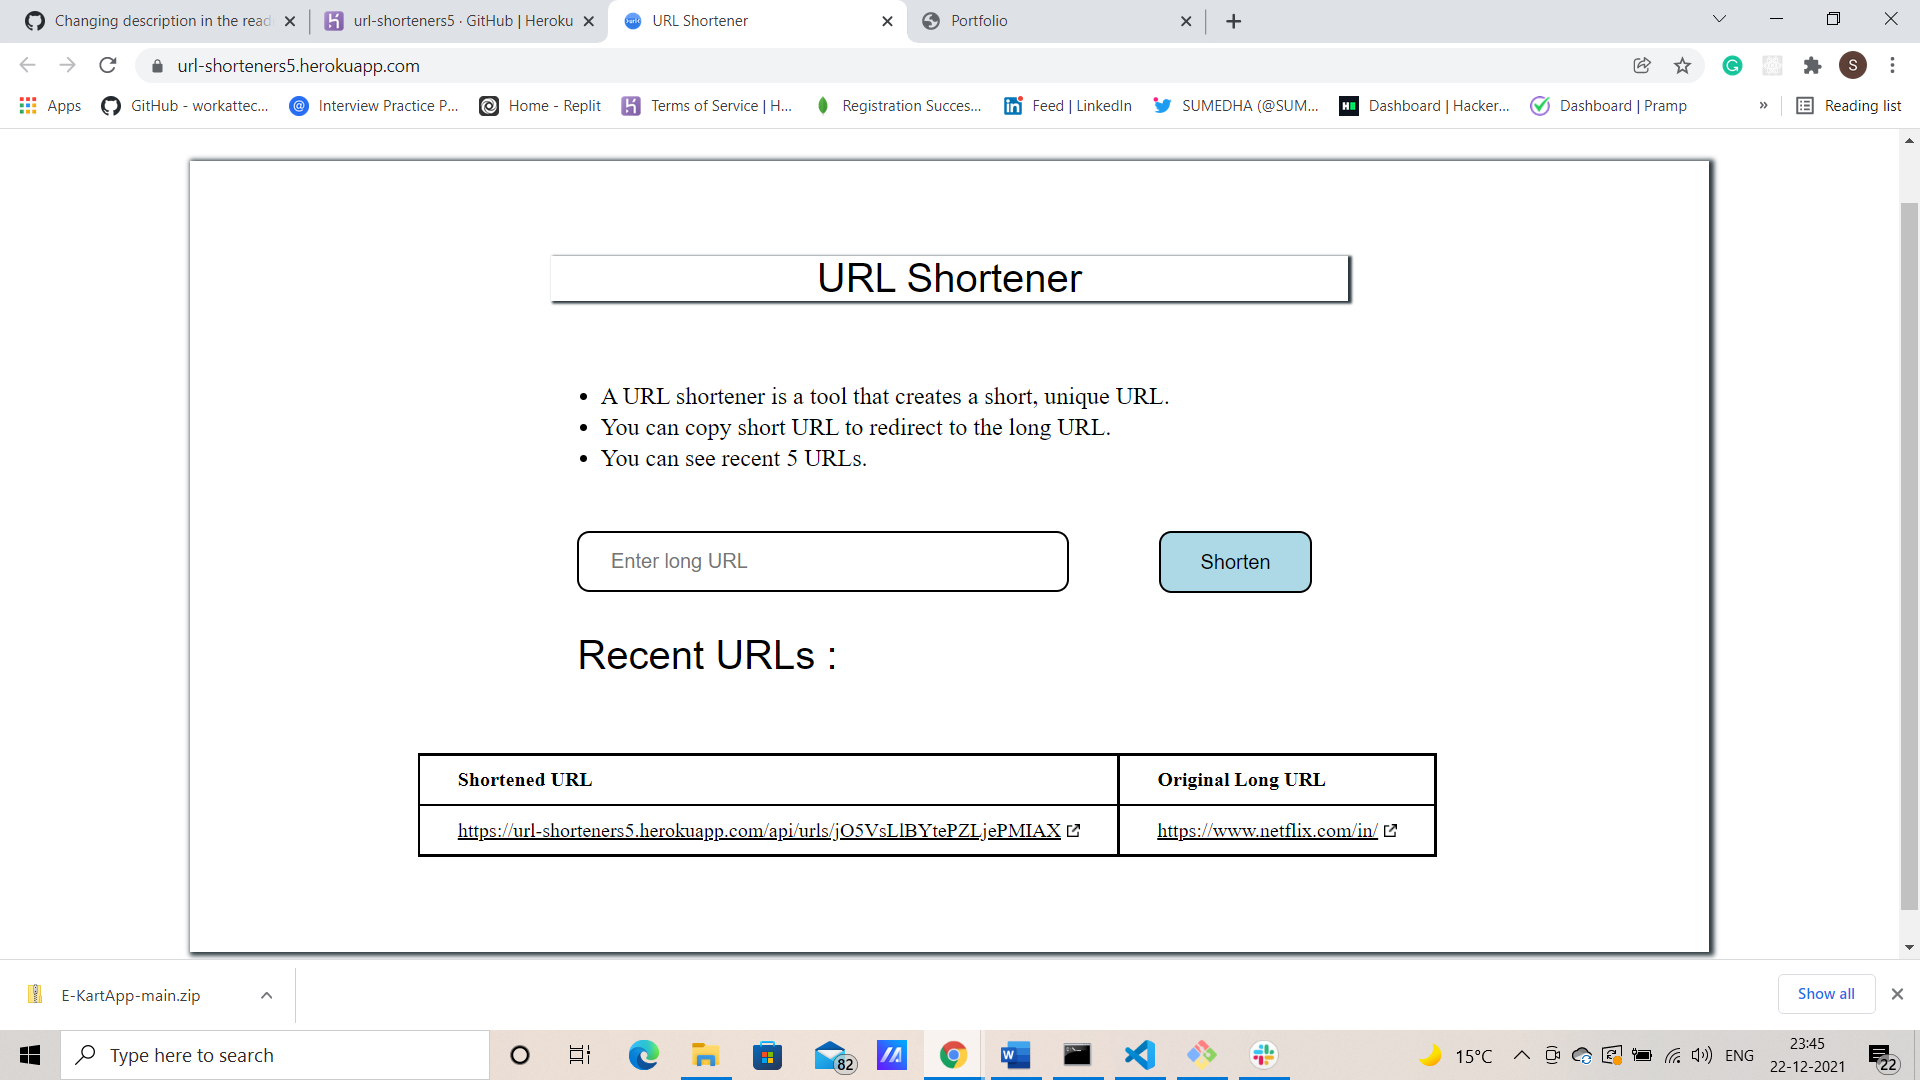 Changing description in the read
url-shorteners5 · GitHub | Heroku
URL Shortener
Portfolio
url-shorteners5.herokuapp.com
S
Apps
GitHub - workattec...
Interview Practice P...
Home - Replit
Terms of Service | H...
Registration Succes...
Feed | LinkedIn
SUMEDHA (@SUM...
Dashboard | Hacker...
Dashboard | Pramp
»
Reading list
URL Shortener
• A URL shortener is a tool that creates a short, unique URL.
• You can copy short URL to redirect to the long URL.
• You can see recent 5 URLs.
Enter long URL
Shorten
Recent URLs :
Shortened URL
Original Long URL
https://url-shorteners5.herokuapp.com/api/urls/jO5VsLlBYtePZLjePMIAX
https://www.netflix.com/in/
E-KartApp-main.zip
Show all
Type here to search
82
15°C
ENG
23:45
22-12-2021
22